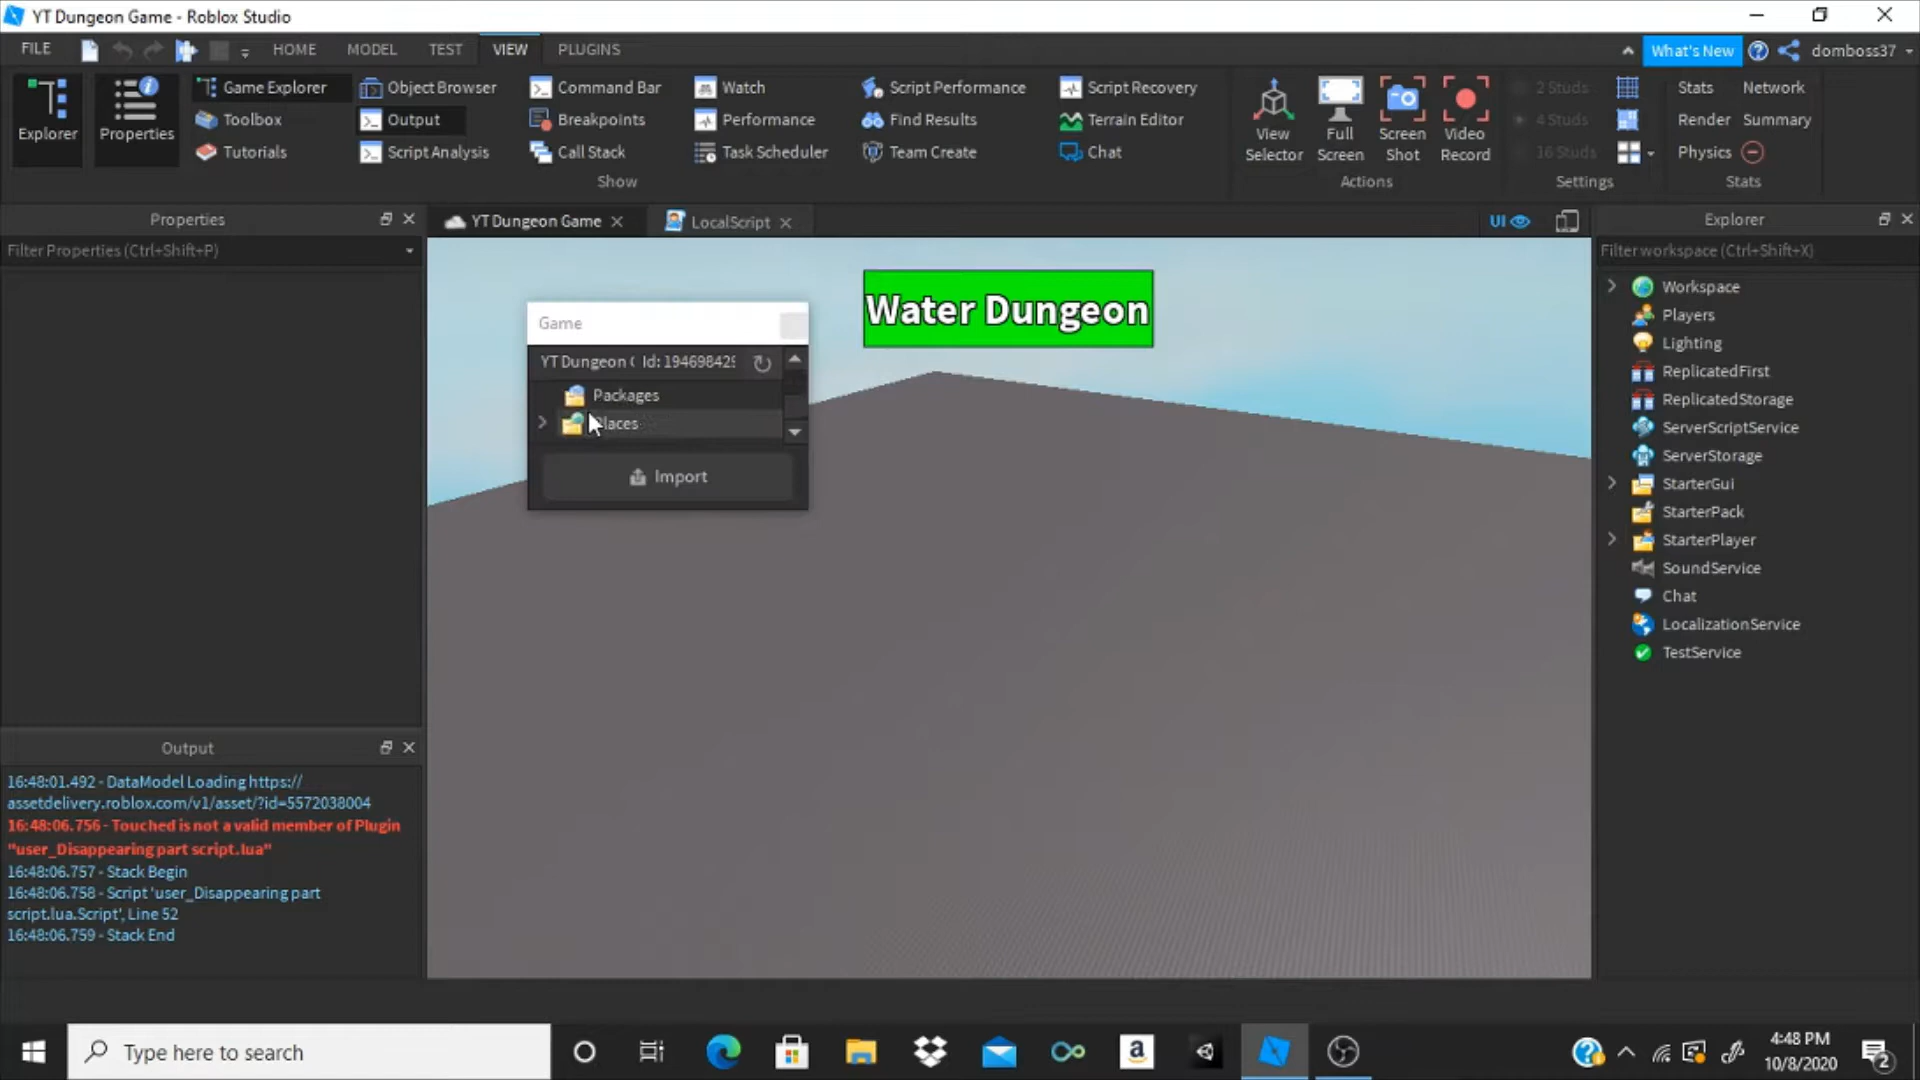 YT Dungeon Game - Roblox Studio
FILE HOME MODEL TEST VIEW PLUGINS What's New domboss37
Explorer
Properties
Game Explorer
Toolbox
Tutorials
Object Browser
Output
Script Analysis
Command Bar
Breakpoints
Call Stack
Watch
Performance
Task Scheduler
Script Performance
Find Results
Team Create
Script Recovery
Terrain Editor
Chat
Show
View
Selector
Full
Screen
Screen
Shot
Video
Record
Actions
2 Studs
4 Studs
16 Studs
Settings
Stats Network
Render Summary
Physics
Stats
Properties
Filter Properties (Ctrl+Shift+P)
YT Dungeon Game
LocalScript
UI
Water Dungeon
Game
YT Dungeon Id: 194698429
Packages
Import
Explorer
Filter workspace (Ctrl+Shift+X)
Workspace
Players
Lighting
ReplicatedFirst
ReplicatedStorage
ServerScriptService
ServerStorage
StarterGui
StarterPack
StarterPlayer
SoundService
Chat
LocalizationService
TestService
Output
16:48:01.492 - DataModel Loading https://
assetdelivery.roblox.com/v1/asset/?id=5572038004
16:48:06.756 - Touched is not a valid member of Plugin
"user_Disappearing part script.lua"
16:48:06.757 - Stack Begin
16:48:06.758 - Script 'user_Disappearing part
script.lua.Script', Line 52
16:48:06.759 - Stack End
Type here to search
4:48 PM
10/8/2020
2